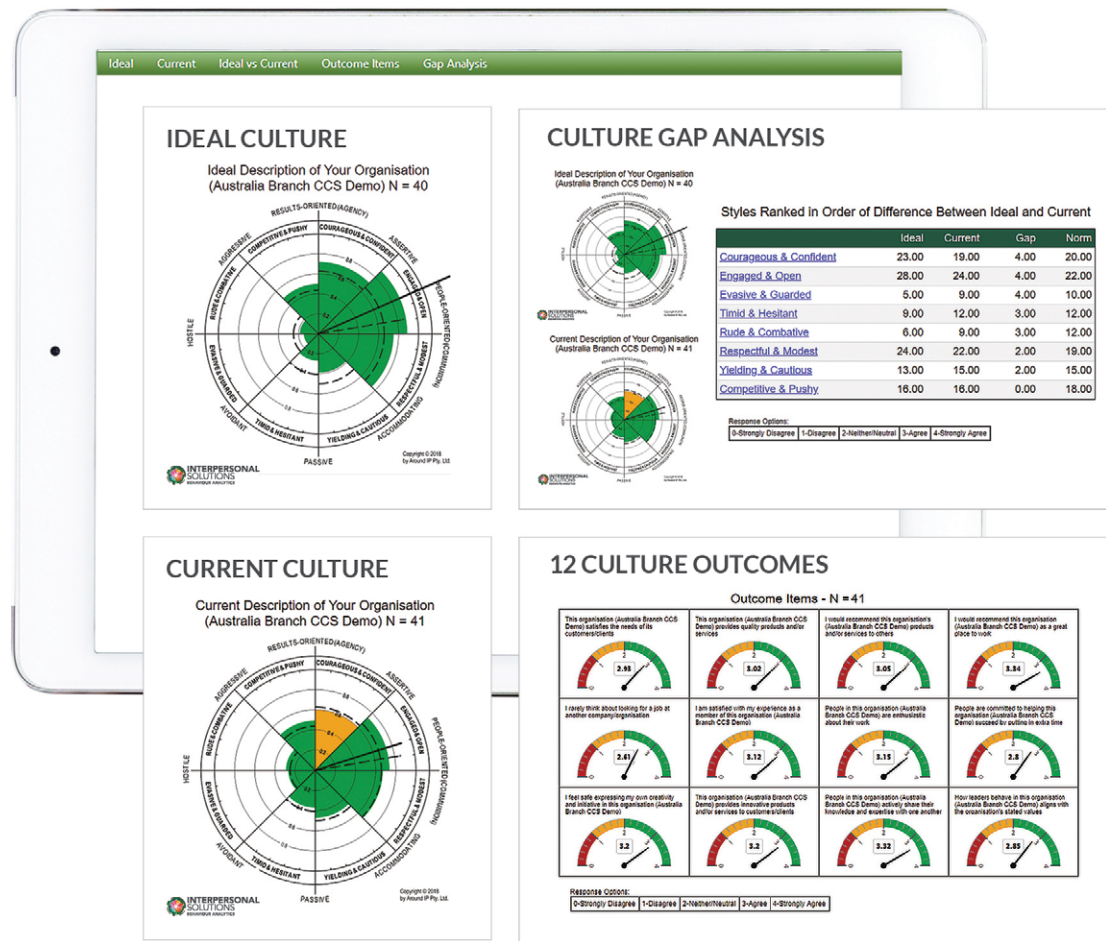 Ideal Current Ideal vs Current Outcome Items Gap Analysis
IDEAL CULTURE
Ideal Description of Your Organisation
(Australia Branch CCS Demo) N = 40
RESULTS-ORIENTED(AGENCY)
AGGRESSIVE
COMPETITIVE & PUSHY
COURAGEOUS & CONFIDENT
ASSERTIVE
RUDE & COMBATIVE
ENGAGED & OPEN
PEOPLE-ORIENTED(COMMUNION)
HOSTILE
EVASIVE & GUARDED
RESPECTFUL & MODEST
AVOIDANT
TIMID & HESITANT
YIELDING & CAUTIOUS
ACCOMMODATING
PASSIVE
INTERPERSONAL
SOLUTIONS
BEHAVIOUR ANALYTICS
Copyright © 2018
by Around IP Pty. Ltd.
CULTURE GAP ANALYSIS
Ideal Description of Your Organisation
(Australia Branch CCS Demo) N = 40
INTERPERSONAL
SOLUTIONS
Current Description of Your Organisation
(Australia Branch CCS Demo) N = 41
PASSIVE
INTERPERSONAL
SOLUTIONS
Styles Ranked in Order of Difference Between Ideal and Current
Ideal Current Gap Norm
Courageous & Confident 23.00 19.00 4.00 20.00
Engaged & Open 28.00 24.00 4.00 22.00
Evasive & Guarded 5.00 9.00 4.00 10.00
Timid & Hesitant 9.00 12.00 3.00 12.00
Rude & Combative 6.00 9.00 3.00 12.00
Respectful & Modest 24.00 22.00 2.00 19.00
Yielding & Cautious 13.00 15.00 2.00 15.00
Competitive & Pushy 16.00 16.00 0.00 18.00
Response Options:
0-Strongly Disagree 1-Disagree 2-Neither/Neutral 3-Agree 4-Strongly Agree
CURRENT CULTURE
Current Description of Your Organisation
(Australia Branch CCS Demo) N = 41
RESULTS-ORIENTED(AGENCY)
AGGRESSIVE
COMPETITIVE & PUSHY
COURAGEOUS & CONFIDENT
ASSERTIVE
RUDE & COMBATIVE
ENGAGED & OPEN
PEOPLE-ORIENTED(COMMUNION)
HOSTILE
EVASIVE & GUARDED
RESPECTFUL & MODEST
AVOIDANT
TIMID & HESITANT
YIELDING & CAUTIOUS
ACCOMMODATING
PASSIVE
INTERPERSONAL
SOLUTIONS
BEHAVIOUR ANALYTICS
Copyright © 2018
by Around IP Pty. Ltd.
12 CULTURE OUTCOMES
Outcome Items - N = 41
This organisation (Australia Branch CCS
Demo) satisfies the needs of its
customers/clients
2
2.98
This organisation (Australia Branch CCS
Demo) provides quality products and/or
services
2
3.02
I would recommend this organisation's
(Australia Branch CCS Demo) products
and/or services to others
2
3.05
I would recommend this organisation
(Australia Branch CCS Demo) as a great
place to work
2
3.34
I rarely think about looking for a job at
another company/organisation
2
2.61
I am satisfied with my experience as a
member of this organisation (Australia
Branch CCS Demo)
2
3.12
People in this organisation (Australia
Branch CCS Demo) are enthusiastic
about their work
2
3.15
People are committed to helping this
organisation (Australia Branch CCS
Demo) succeed by putting in extra time
2
2.8
I feel safe expressing my own creativity
and initiative in this organisation (Australia
Branch CCS Demo)
2
3.2
This organisation (Australia Branch CCS
Demo) provides innovative products
and/or services to customers/clients
2
3.2
People in this organisation (Australia
Branch CCS Demo) actively share their
knowledge and expertise with one another
2
3.32
How leaders behave in this organisation
(Australia Branch CCS Demo) aligns with
the organisation's stated values
2
2.85
Response Options:
0-Strongly Disagree 1-Disagree 2-Neither/Neutral 3-Agree 4-Strongly Agree